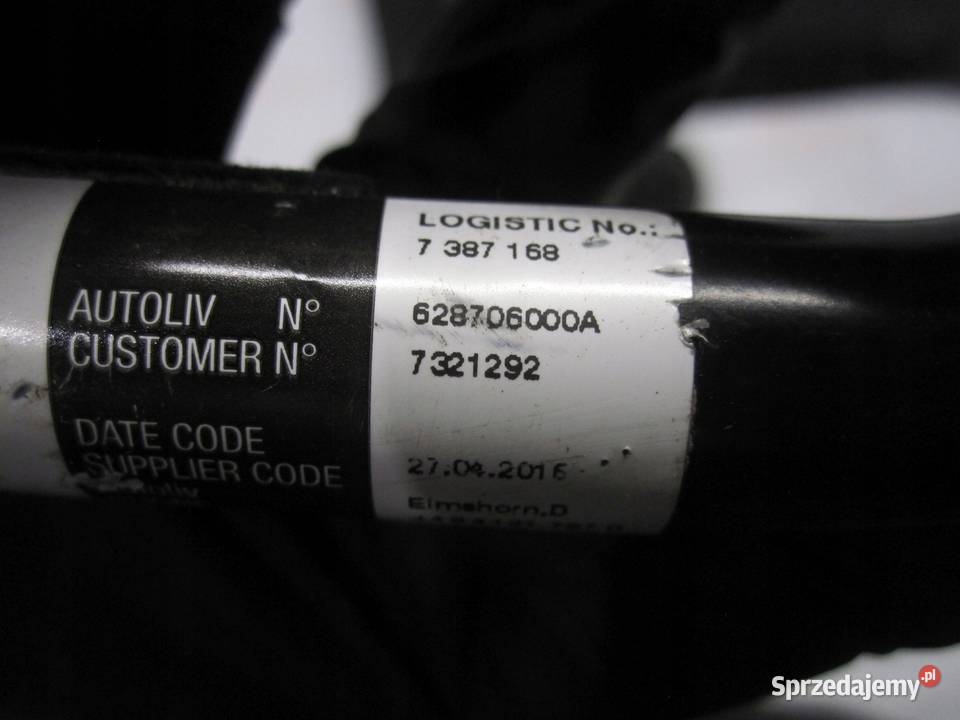 LOGISTIC No.:
7 387 168
AUTOLIV N° 628706000A
CUSTOMER N° 7321292
DATE CODE 27.04.2016
SUPPLIER CODE Elmshorn,D
Sprzedajemy.pl